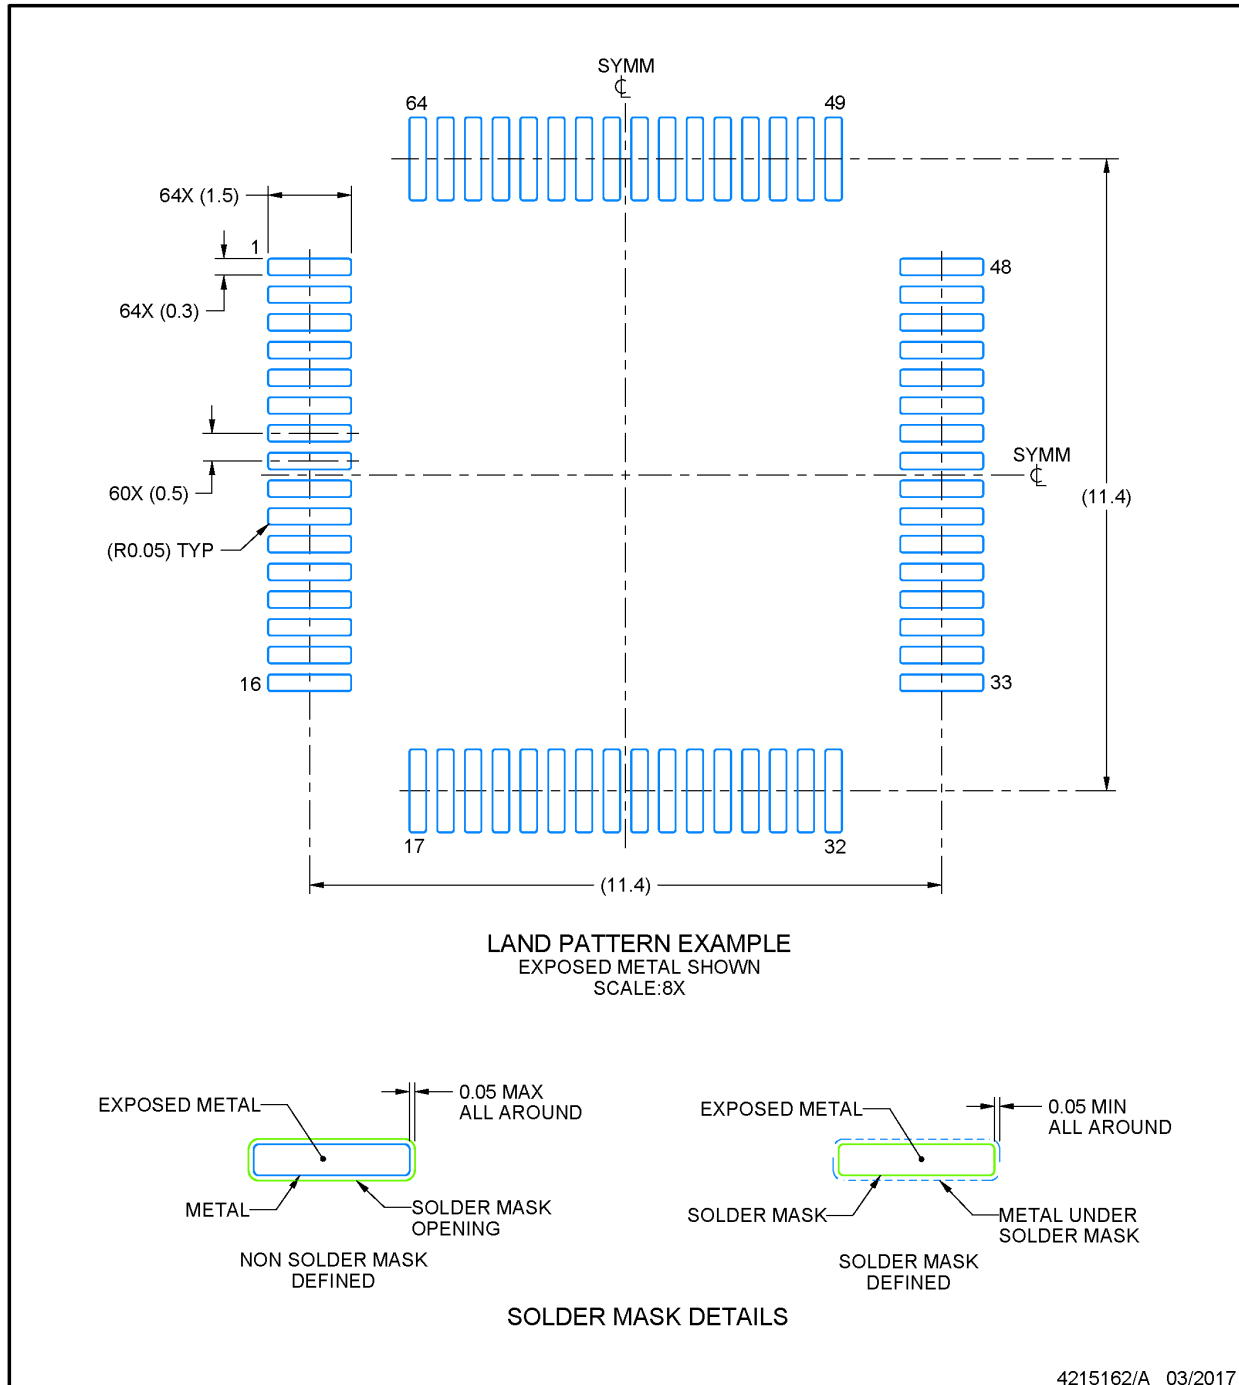 SYMM
℄
64
49
64X (1.5)
1
48
64X (0.3)
SYMM
℄
60X (0.5)
(11.4)
(R0.05) TYP
16
33
17
32
(11.4)
LAND PATTERN EXAMPLE
EXPOSED METAL SHOWN
SCALE:8X
EXPOSED METAL
0.05 MAX
ALL AROUND
METAL
SOLDER MASK
OPENING
NON SOLDER MASK
DEFINED
EXPOSED METAL
0.05 MIN
ALL AROUND
SOLDER MASK
METAL UNDER
SOLDER MASK
SOLDER MASK
DEFINED
SOLDER MASK DETAILS
4215162/A 03/2017